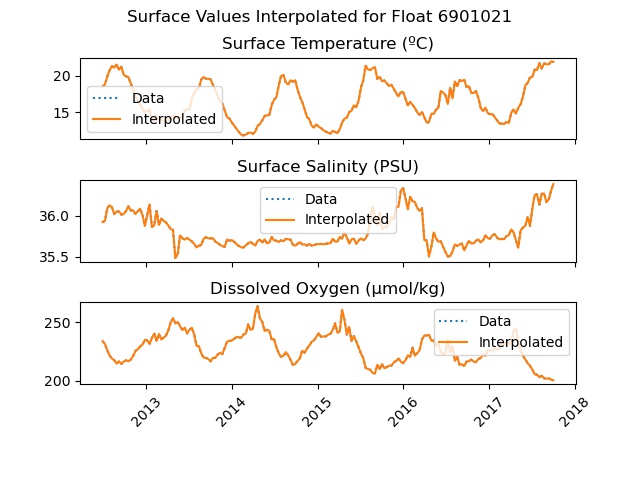 Surface Values Interpolated for Float 6901021
Surface Temperature (ºC)
20
15
Data
Interpolated
Surface Salinity (PSU)
36.0
35.5
Data
Interpolated
Dissolved Oxygen (μmol/kg)
250
200
Data
Interpolated
2013 2014 2015 2016 2017 2018